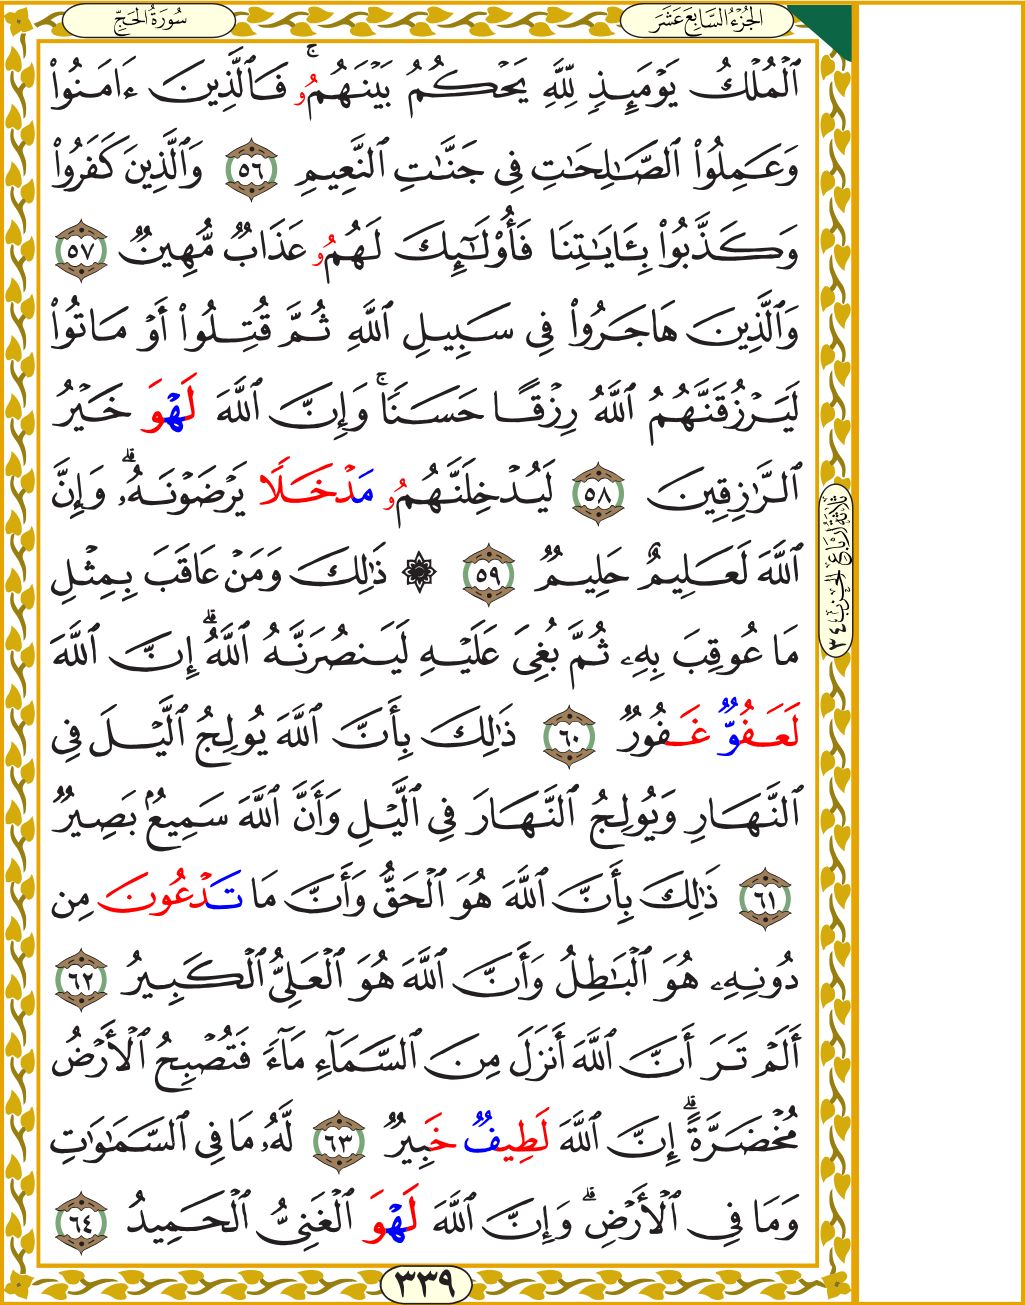 سُورَةُ الحَجِّ
الجُزْءُ السَّابِعَ عَشَرَ
ٱلۡمُلۡكُ يَوۡمَئِذٖ لِّلَّهِ يَحۡكُمُ بَيۡنَهُمُۥۚ فَٱلَّذِينَ ءَامَنُواْ
وَعَمِلُواْ ٱلصَّٰلِحَٰتِ فِي جَنَّٰتِ ٱلنَّعِيمِ ٥٦ وَٱلَّذِينَ كَفَرُواْ
وَكَذَّبُواْ بِـَٔايَٰتِنَا فَأُوْلَٰٓئِكَ لَهُمُۥ عَذَابٞ مُّهِينٞ ٥٧
وَٱلَّذِينَ هَاجَرُواْ فِي سَبِيلِ ٱللَّهِ ثُمَّ قُتِلُوٓاْ أَوۡ مَاتُواْ
لَيَرۡزُقَنَّهُمُ ٱللَّهُ رِزۡقًا حَسَنٗاۚ وَإِنَّ ٱللَّهَ لَهۡوَ خَيۡرُ
ٱلرَّٰزِقِينَ ٥٨ لَيُدۡخِلَنَّهُمُۥ مَدۡخَلٗا يَرۡضَوۡنَهُۥۗ وَإِنَّ
ٱللَّهَ لَعَلِيمٌ حَلِيمٞ ٥٩ ۞ ذَٰلِكَ وَمَنۡ عَاقَبَ بِمِثۡلِ
مَا عُوقِبَ بِهِۦ ثُمَّ بُغِيَ عَلَيۡهِ لَيَنصُرَنَّهُ ٱللَّهُۗ إِنَّ ٱللَّهَ
لَعَفُوٌّ غَفُورٞ ٦٠ ذَٰلِكَ بِأَنَّ ٱللَّهَ يُولِجُ ٱلَّيۡلَ فِي
ٱلنَّهَارِ وَيُولِجُ ٱلنَّهَارَ فِي ٱلَّيۡلِ وَأَنَّ ٱللَّهَ سَمِيعُۢ بَصِيرٞ
٦١ ذَٰلِكَ بِأَنَّ ٱللَّهَ هُوَ ٱلۡحَقُّ وَأَنَّ مَا تَدۡعُونَ مِن
دُونِهِۦ هُوَ ٱلۡبَٰطِلُ وَأَنَّ ٱللَّهَ هُوَ ٱلۡعَلِيُّ ٱلۡكَبِيرُ ٦٢
أَلَمۡ تَرَ أَنَّ ٱللَّهَ أَنزَلَ مِنَ ٱلسَّمَآءِ مَآءٗ فَتُصۡبِحُ ٱلۡأَرۡضُ
مُخۡضَرَّةًۗ إِنَّ ٱللَّهَ لَطِيفٌ خَبِيرٞ ٦٣ لَّهُۥ مَا فِي ٱلسَّمَٰوَٰتِ
وَمَا فِي ٱلۡأَرۡضِۗ وَإِنَّ ٱللَّهَ لَهۡوَ ٱلۡغَنِيُّ ٱلۡحَمِيدُ ٦٤
ثَلَاثَةُ أَرْبَاعِ الحِزْبِ ٣٤
٣٣٩